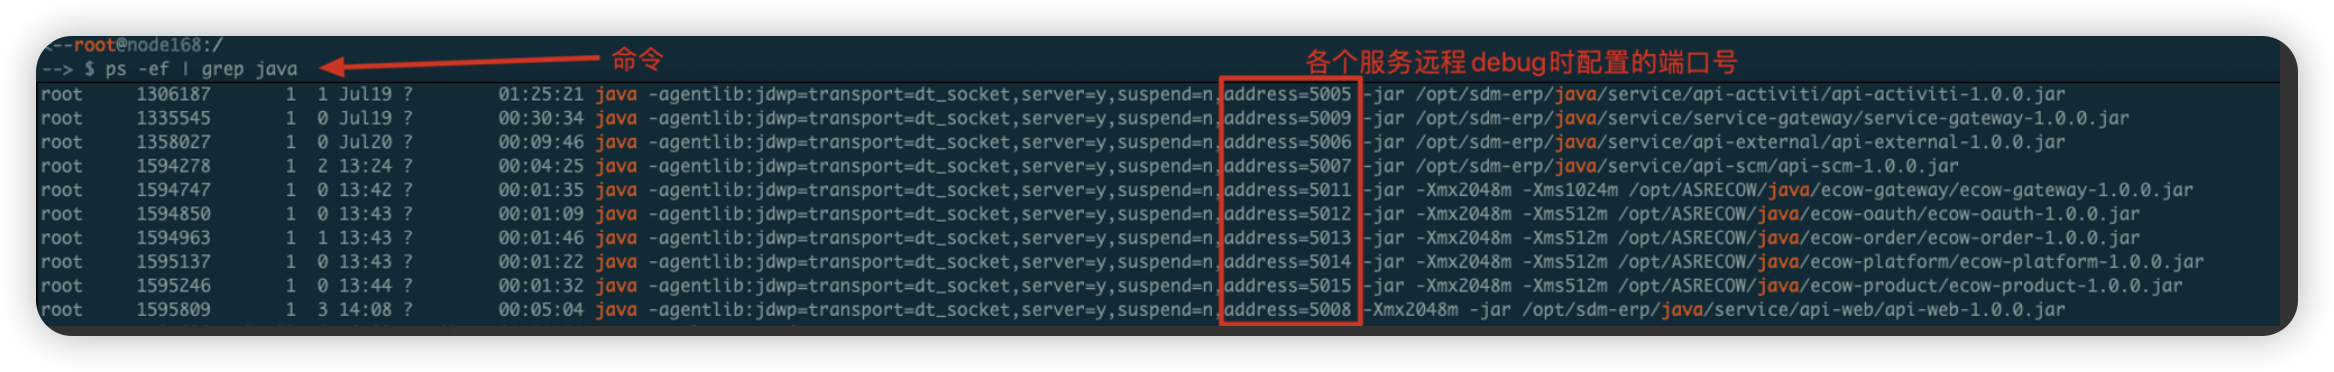 <--root@node168:/
--> $ ps -ef | grep java
命令
各个服务远程debug时配置的端口号
root 1306187 1 1 Jul19 ? 01:25:21 java -agentlib:jdwp=transport=dt_socket,server=y,suspend=n,address=5005 -jar /opt/sdm-erp/java/service/api-activiti/api-activiti-1.0.0.jar
root 1335545 1 0 Jul19 ? 00:30:34 java -agentlib:jdwp=transport=dt_socket,server=y,suspend=n,address=5009 -jar /opt/sdm-erp/java/service/service-gateway/service-gateway-1.0.0.jar
root 1358027 1 0 Jul20 ? 00:09:46 java -agentlib:jdwp=transport=dt_socket,server=y,suspend=n,address=5006 -jar /opt/sdm-erp/java/service/api-external/api-external-1.0.0.jar
root 1594278 1 2 13:24 ? 00:04:25 java -agentlib:jdwp=transport=dt_socket,server=y,suspend=n,address=5007 -jar /opt/sdm-erp/java/service/api-scm/api-scm-1.0.0.jar
root 1594747 1 0 13:42 ? 00:01:35 java -agentlib:jdwp=transport=dt_socket,server=y,suspend=n,address=5011 -jar -Xmx2048m -Xms1024m /opt/ASRECOW/java/ecow-gateway/ecow-gateway-1.0.0.jar
root 1594850 1 0 13:43 ? 00:01:09 java -agentlib:jdwp=transport=dt_socket,server=y,suspend=n,address=5012 -jar -Xmx2048m -Xms512m /opt/ASRECOW/java/ecow-oauth/ecow-oauth-1.0.0.jar
root 1594963 1 1 13:43 ? 00:01:46 java -agentlib:jdwp=transport=dt_socket,server=y,suspend=n,address=5013 -jar -Xmx2048m -Xms512m /opt/ASRECOW/java/ecow-order/ecow-order-1.0.0.jar
root 1595137 1 0 13:43 ? 00:01:22 java -agentlib:jdwp=transport=dt_socket,server=y,suspend=n,address=5014 -jar -Xmx2048m -Xms512m /opt/ASRECOW/java/ecow-platform/ecow-platform-1.0.0.jar
root 1595246 1 0 13:44 ? 00:01:32 java -agentlib:jdwp=transport=dt_socket,server=y,suspend=n,address=5015 -jar -Xmx2048m -Xms512m /opt/ASRECOW/java/ecow-product/ecow-product-1.0.0.jar
root 1595809 1 3 14:08 ? 00:05:04 java -agentlib:jdwp=transport=dt_socket,server=y,suspend=n,address=5008 -Xmx2048m -jar /opt/sdm-erp/java/service/api-web/api-web-1.0.0.jar